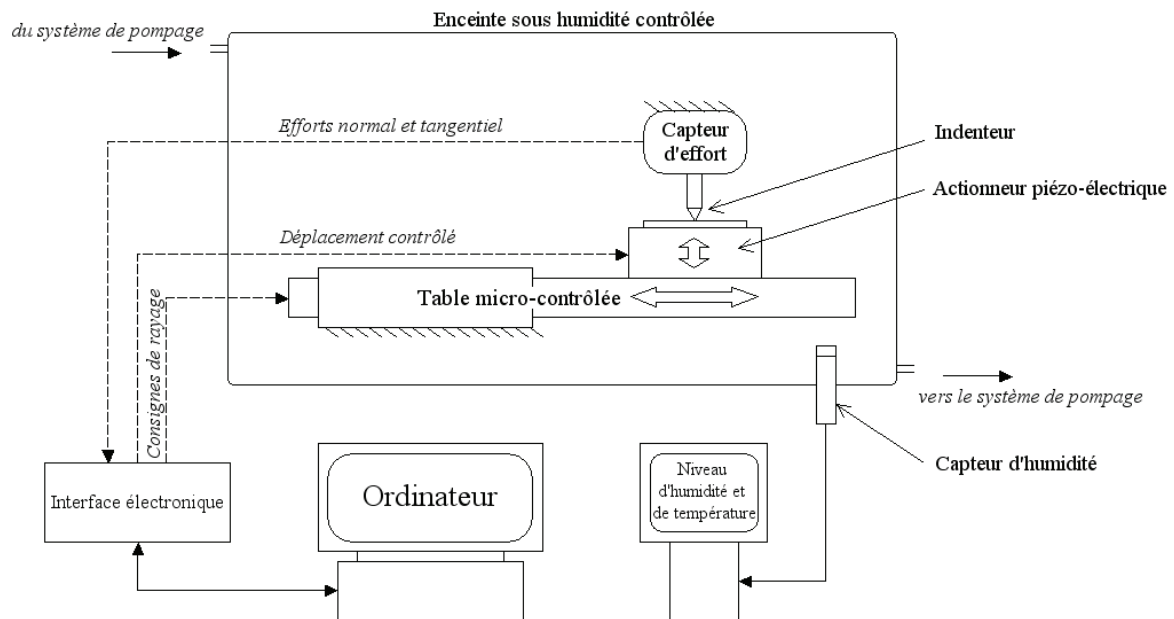 Enceinte sous humidité contrôlée
du système de pompage
Efforts normal et tangentiel
Capteur
d'effort
Indenteur
Actionneur piézo-électrique
Déplacement contrôlé
Table micro-contrôlée
Consignes de rayage
vers le système de pompage
Capteur d'humidité
Interface électronique
Ordinateur
Niveau
d'humidité et
de température